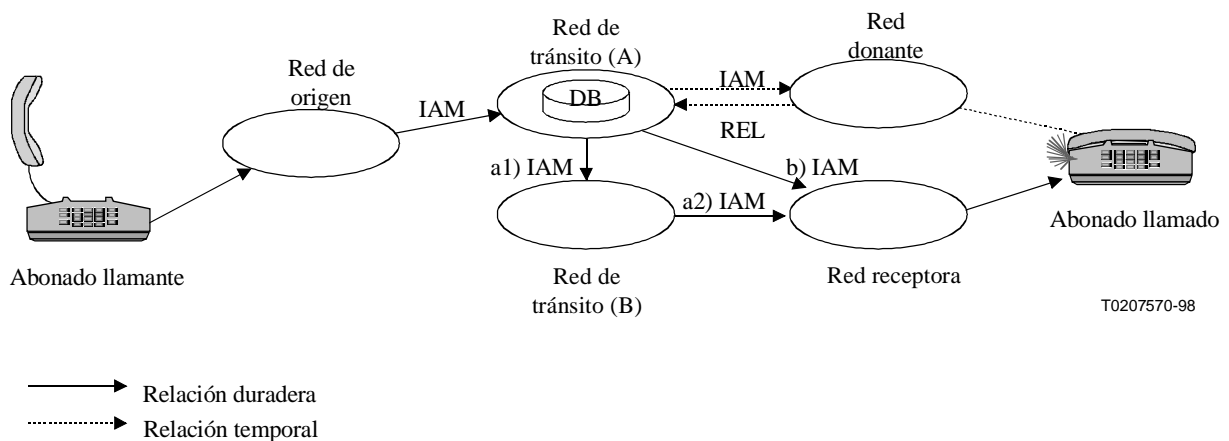 Red de
tránsito (A)
Red
donante
Red de
origen
IAM
DB
IAM
REL
a1) IAM
b) IAM
a2) IAM
Abonado llamante
Red de
tránsito (B)
Red receptora
Abonado llamado
T0207570-98
Relación duradera
Relación temporal